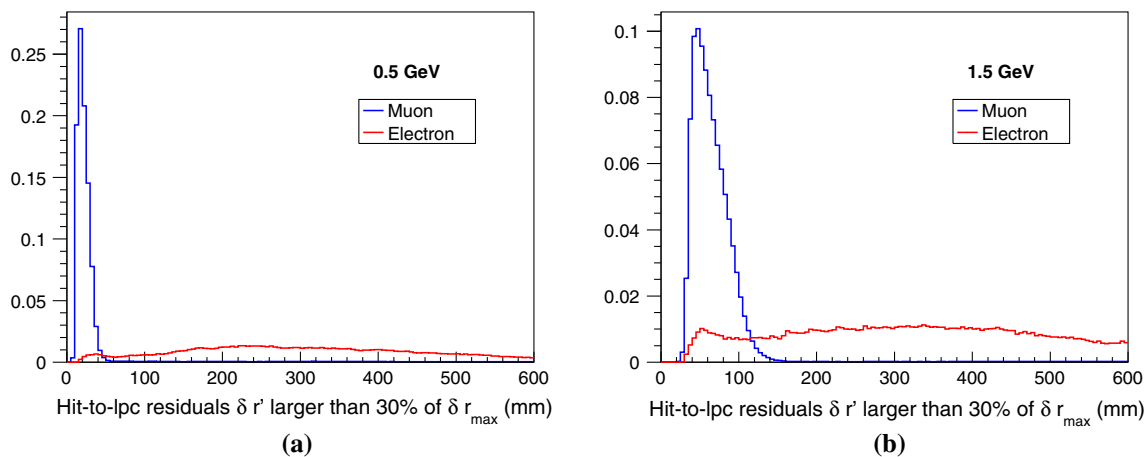 0.5 GeV
Muon
Electron
0.25
0.2
0.15
0.1
0.05
0
0 100 200 300 400 500 600
Hit-to-lpc residuals δ r' larger than 30% of δ r_max (mm)
(a)
1.5 GeV
Muon
Electron
0.1
0.08
0.06
0.04
0.02
0
0 100 200 300 400 500 600
Hit-to-lpc residuals δ r' larger than 30% of δ r_max (mm)
(b)